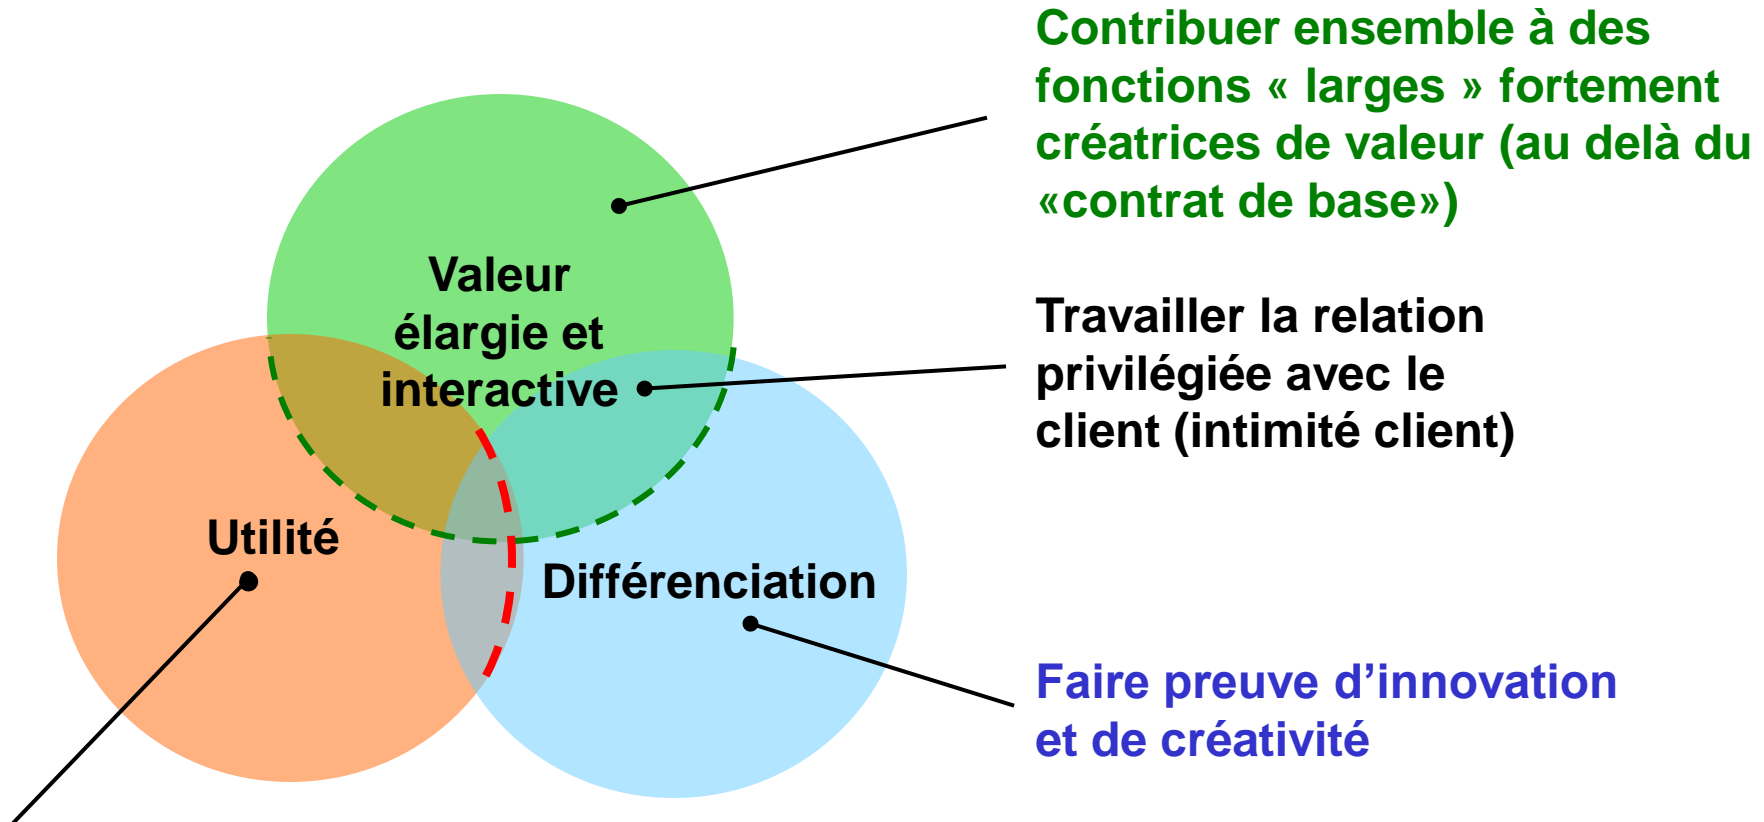 Contribuer ensemble à des
fonctions « larges » fortement
créatrices de valeur (au delà du
«contrat de base»)
Valeur
élargie et
interactive
Travailler la relation
privilégiée avec le
client (intimité client)
Utilité
Différenciation
Faire preuve d’innovation
et de créativité